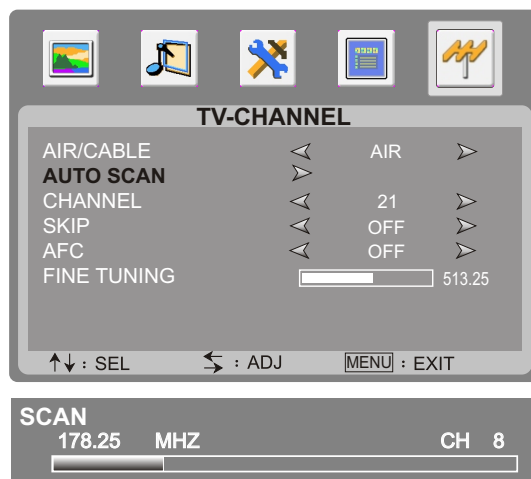 TV-CHANNEL
AIR/CABLE AIR
AUTO SCAN
CHANNEL 21
SKIP OFF
AFC OFF
FINE TUNING 513.25
: SEL : ADJ MENU : EXIT
SCAN
178.25 MHZ CH 8